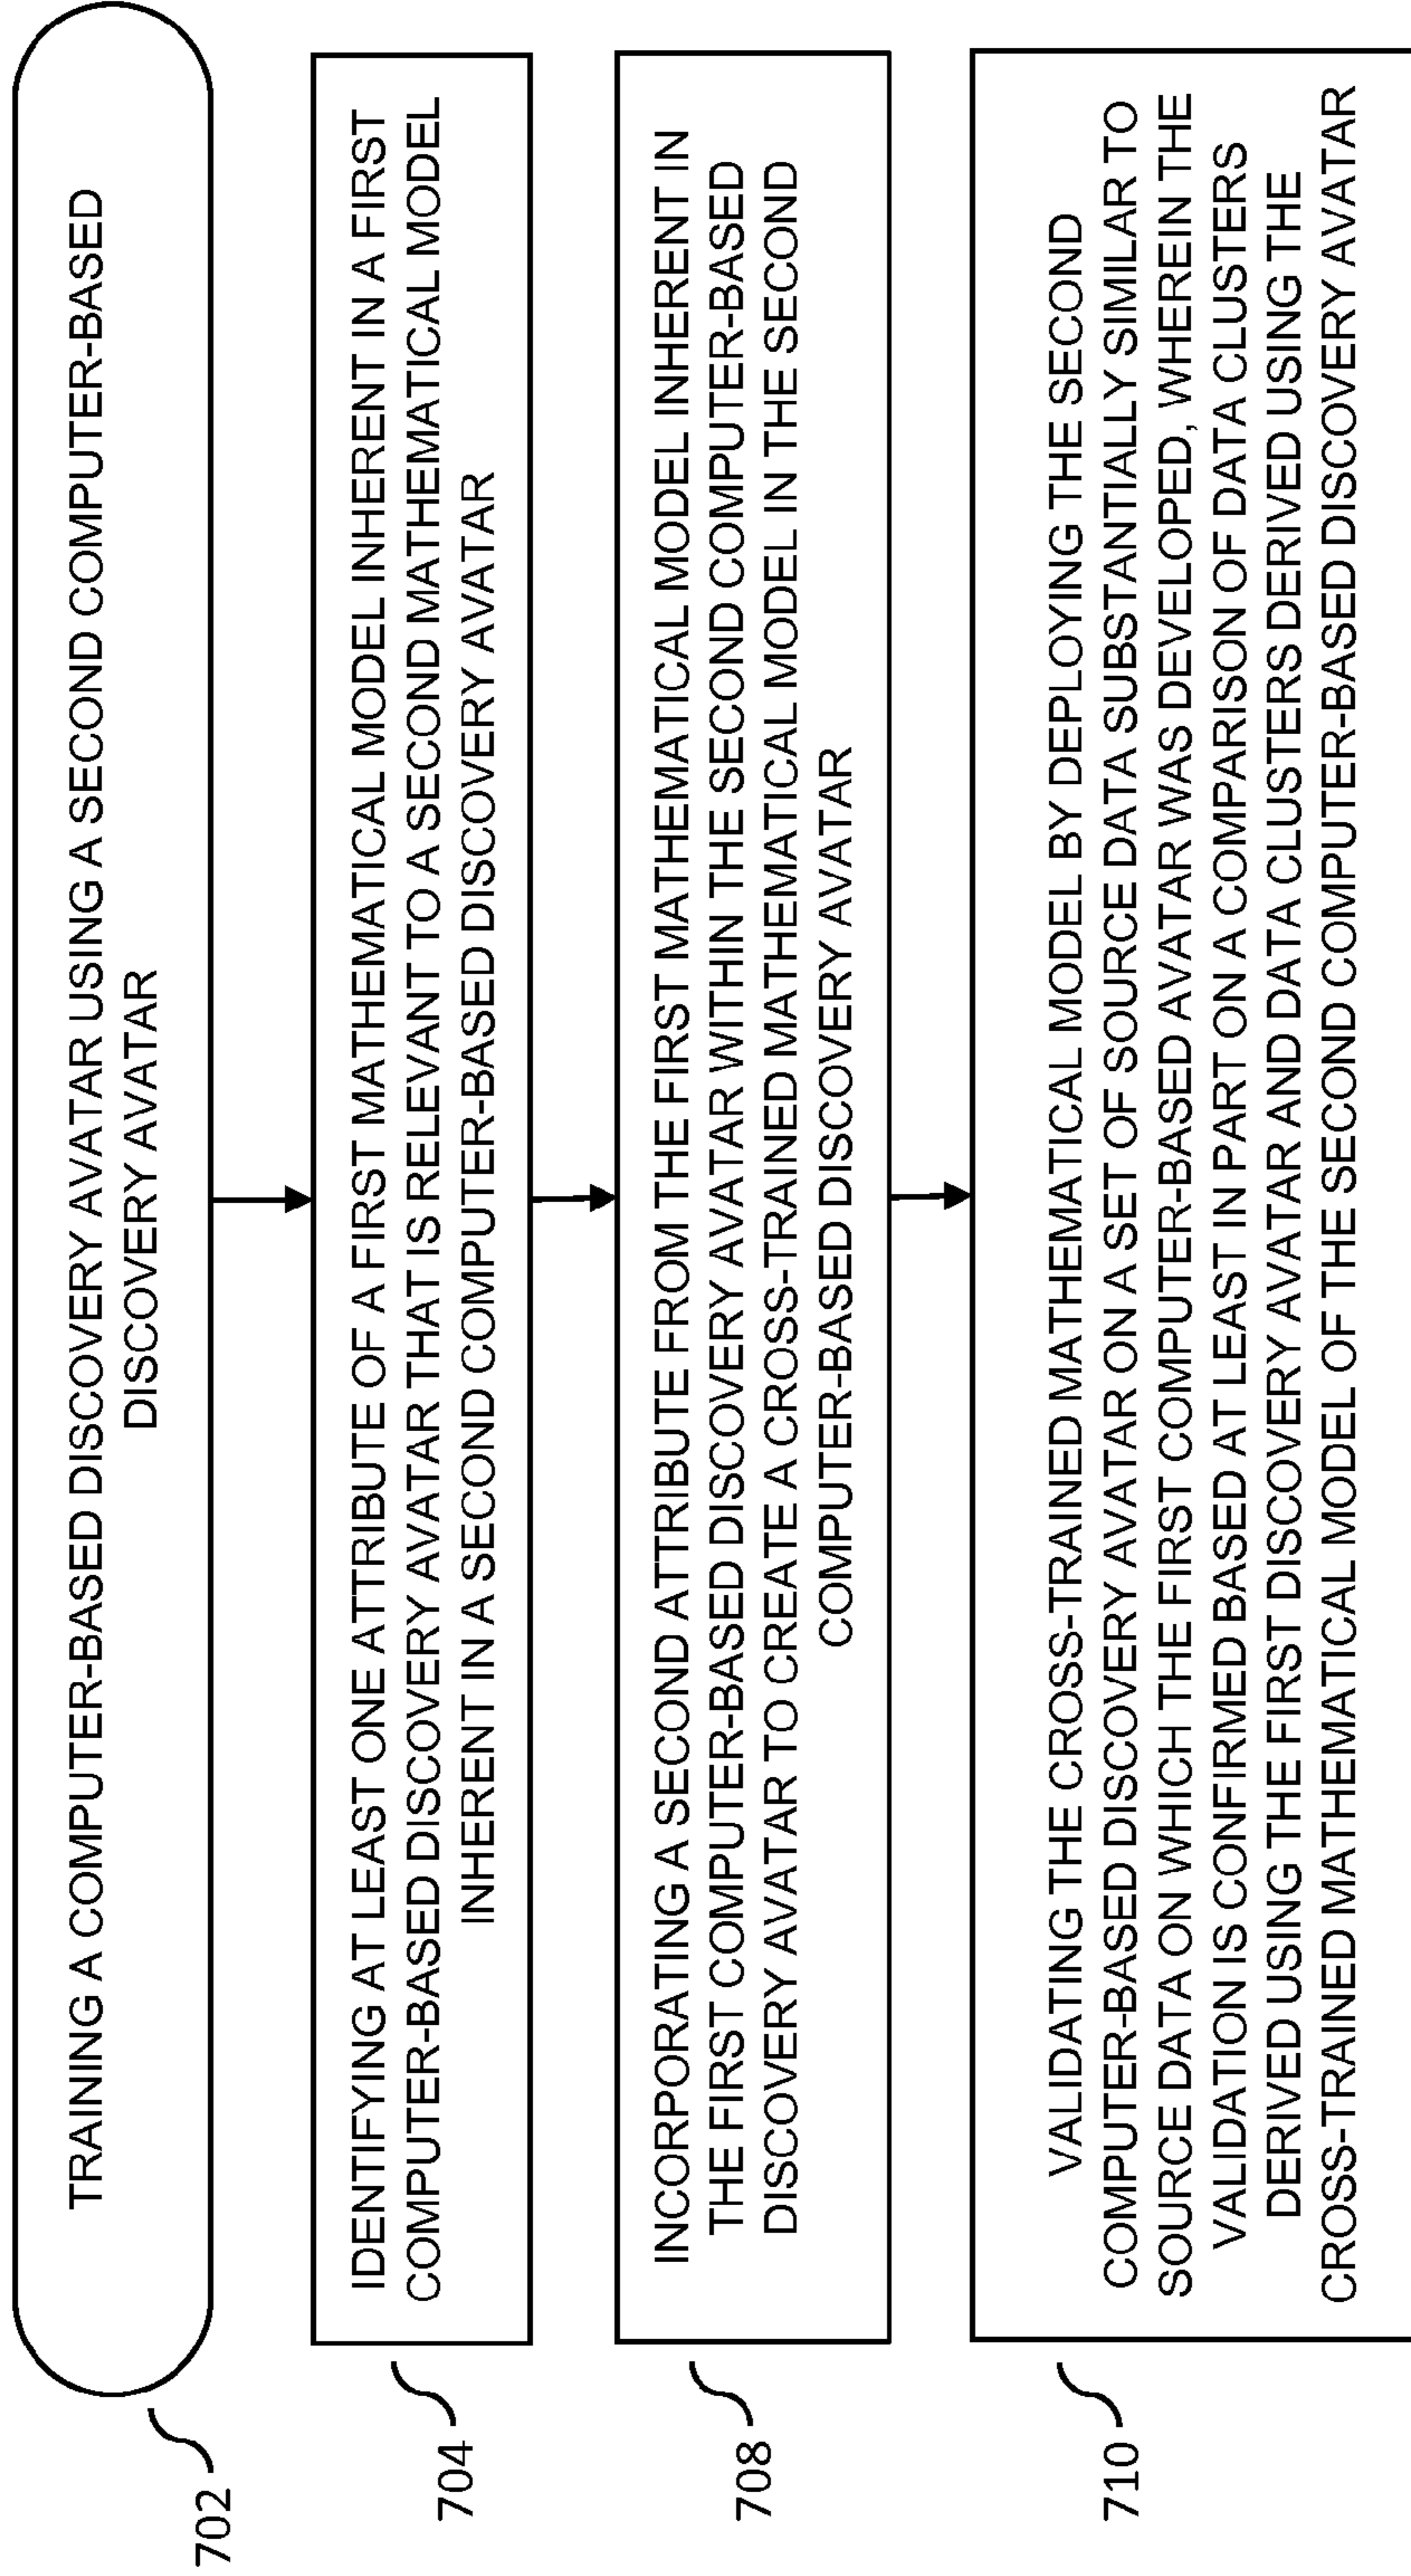 TRAINING A COMPUTER-BASED DISCOVERY AVATAR USING A SECOND COMPUTER-BASED
DISCOVERY AVATAR
702
IDENTIFYING AT LEAST ONE ATTRIBUTE OF A FIRST MATHEMATICAL MODEL INHERENT IN A FIRST
COMPUTER-BASED DISCOVERY AVATAR THAT IS RELEVANT TO A SECOND MATHEMATICAL MODEL
INHERENT IN A SECOND COMPUTER-BASED DISCOVERY AVATAR
704
INCORPORATING A SECOND ATTRIBUTE FROM THE FIRST MATHEMATICAL MODEL INHERENT IN
THE FIRST COMPUTER-BASED DISCOVERY AVATAR WITHIN THE SECOND COMPUTER-BASED
DISCOVERY AVATAR TO CREATE A CROSS-TRAINED MATHEMATICAL MODEL IN THE SECOND
COMPUTER-BASED DISCOVERY AVATAR
708
VALIDATING THE CROSS-TRAINED MATHEMATICAL MODEL BY DEPLOYING THE SECOND
COMPUTER-BASED DISCOVERY AVATAR ON A SET OF SOURCE DATA SUBSTANTIALLY SIMILAR TO
SOURCE DATA ON WHICH THE FIRST COMPUTER-BASED AVATAR WAS DEVELOPED, WHEREIN THE
VALIDATION IS CONFIRMED BASED AT LEAST IN PART ON A COMPARISON OF DATA CLUSTERS
DERIVED USING THE FIRST DISCOVERY AVATAR AND DATA CLUSTERS DERIVED USING THE
CROSS-TRAINED MATHEMATICAL MODEL OF THE SECOND COMPUTER-BASED DISCOVERY AVATAR
710